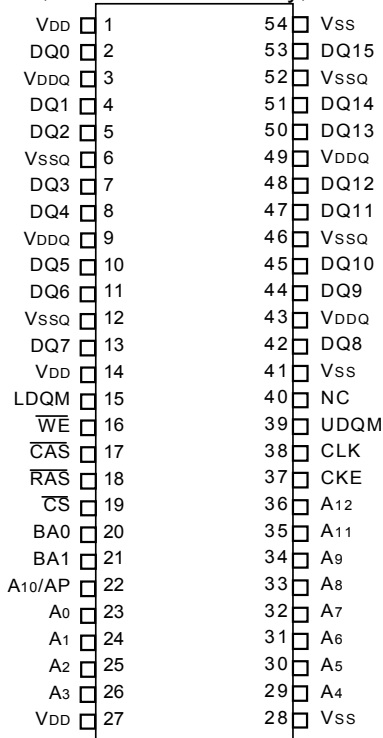 VDD 1 54 VSS
DQ0 2 53 DQ15
VDDQ 3 52 VSSQ
DQ1 4 51 DQ14
DQ2 5 50 DQ13
VSSQ 6 49 VDDQ
DQ3 7 48 DQ12
DQ4 8 47 DQ11
VDDQ 9 46 VSSQ
DQ5 10 45 DQ10
DQ6 11 44 DQ9
VSSQ 12 43 VDDQ
DQ7 13 42 DQ8
VDD 14 41 VSS
LDQM 15 40 NC
WE 16 39 UDQM
CAS 17 38 CLK
RAS 18 37 CKE
CS 19 36 A12
BA0 20 35 A11
BA1 21 34 A9
A10/AP 22 33 A8
A0 23 32 A7
A1 24 31 A6
A2 25 30 A5
A3 26 29 A4
VDD 27 28 VSS